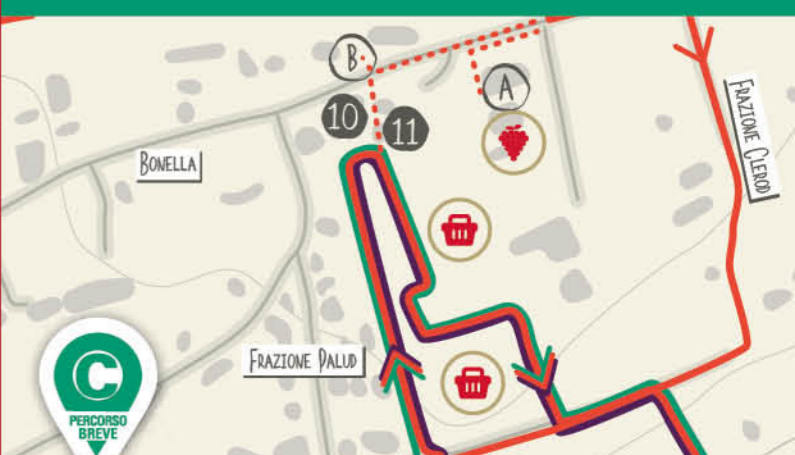 B
A
10
11
BONELLA
FRAZIONE CLEROD
FRAZIONE PALUD
C
PERCORSO
BREVE